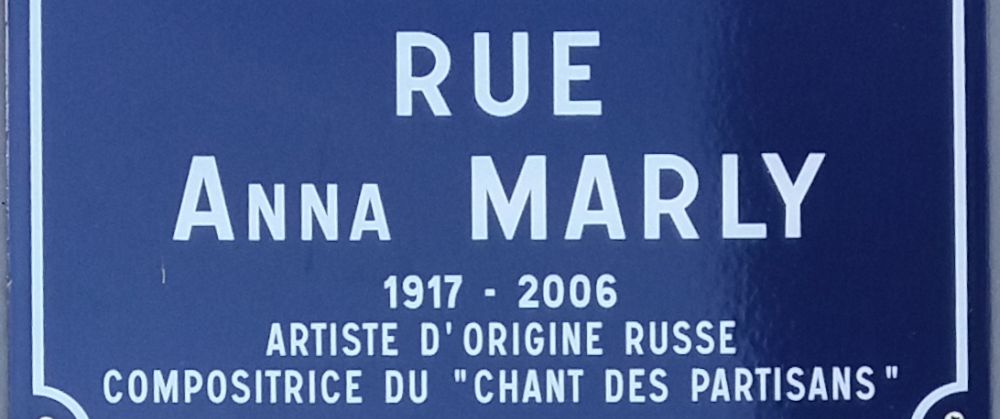 RUE
ANNA MARLY
1917 - 2006
ARTISTE D'ORIGINE RUSSE
COMPOSITRICE DU "CHANT DES PARTISANS"